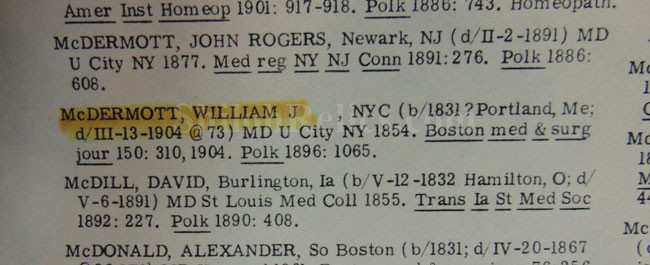 Amer Inst Homeop 1901: 917-918. Polk 1886: 743. Homeopath.
McDERMOTT, JOHN ROGERS, Newark, NJ (d/II-2-1891) MD
U City NY 1877. Med reg NY NJ Conn 1891: 276. Polk 1886:
608.
McDERMOTT, WILLIAM J , NYC (b/1831?Portland, Me;
d/III-13-1904 @ 73) MD U City NY 1854. Boston med & surg
jour 150: 310, 1904. Polk 1896: 1065.
McDILL, DAVID, Burlington, Ia (b/V-12-1832 Hamilton, O; d/
V-6-1891) MD St Louis Med Coll 1855. Trans Ia St Med Soc
1892: 227. Polk 1890: 408.
McDONALD, ALEXANDER, So Boston (b/1831; d/IV-20-1867